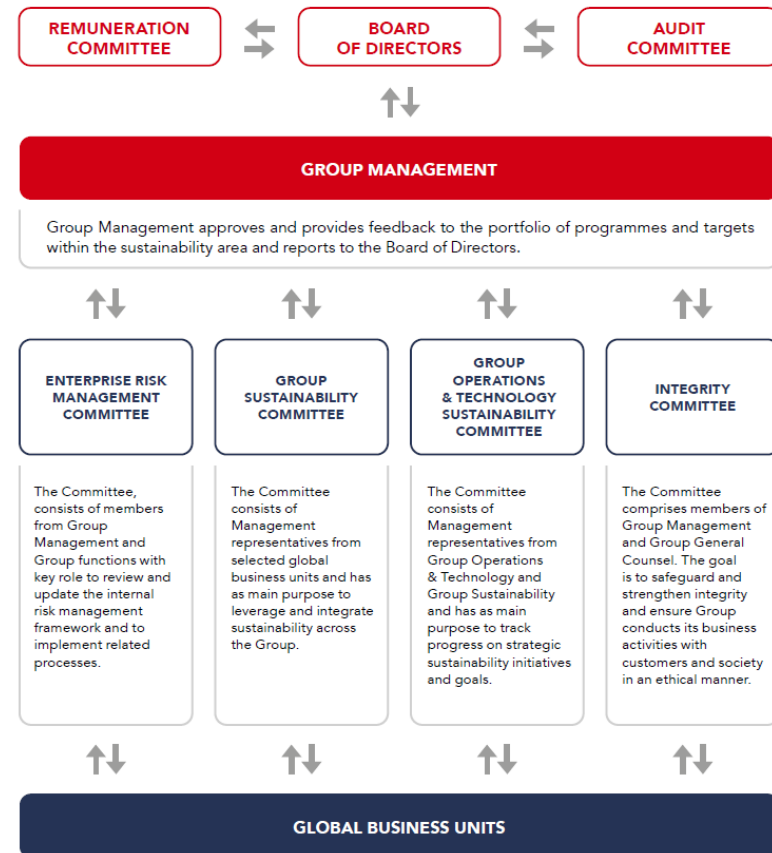 REMUNERATION
COMMITTEE
BOARD
OF DIRECTORS
AUDIT
COMMITTEE
GROUP MANAGEMENT
Group Management approves and provides feedback to the portfolio of programmes and targets
within the sustainability area and reports to the Board of Directors.
ENTERPRISE RISK
MANAGEMENT
COMMITTEE
The Committee,
consists of members
from Group
Management and
Group functions with
key role to review and
update the internal
risk management
framework and to
implement related
processes.
GROUP
SUSTAINABILITY
COMMITTEE
The Committee
consists of
Management
representatives from
selected global
business units and has
as main purpose to
leverage and integrate
sustainability across
the Group.
GROUP
OPERATIONS
& TECHNOLOGY
SUSTAINABILITY
COMMITTEE
The Committee
consists of
Management
representatives from
Group Operations
& Technology and
Group Sustainability
and has as main
purpose to track
progress on strategic
sustainability initiatives
and goals.
INTEGRITY
COMMITTEE
The Committee
comprises members of
Group Management
and Group General
Counsel. The goal
is to safeguard and
strengthen integrity
and ensure Group
conducts its business
activities with
customers and society
in an ethical manner.
GLOBAL BUSINESS UNITS